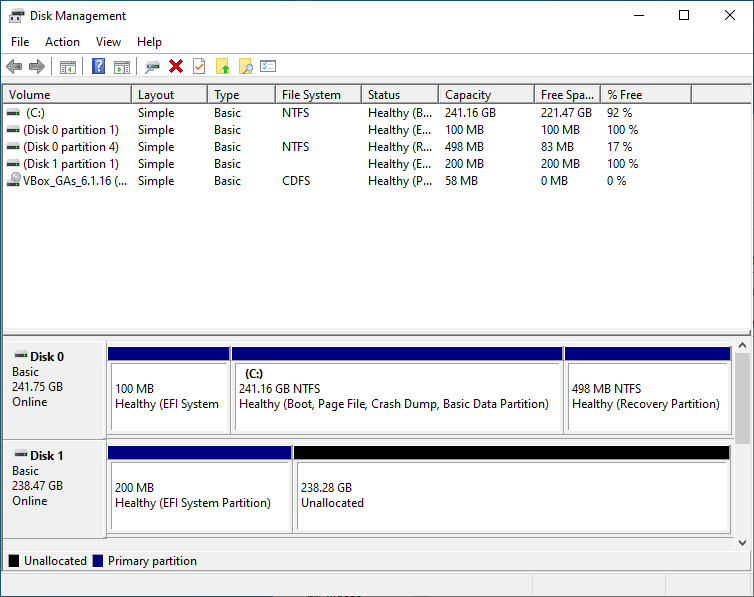 Disk Management
File Action View Help
Volume Layout Type File System Status Capacity Free Spa... % Free
(C:) Simple Basic NTFS Healthy (B... 241.16 GB 221.47 GB 92 %
(Disk 0 partition 1) Simple Basic Healthy (E... 100 MB 100 MB 100 %
(Disk 0 partition 4) Simple Basic NTFS Healthy (R... 498 MB 83 MB 17 %
(Disk 1 partition 1) Simple Basic Healthy (E... 200 MB 200 MB 100 %
VBox_GAs_6.1.16 (... Simple Basic CDFS Healthy (P... 58 MB 0 MB 0 %
Disk 0
Basic
241.75 GB
Online
100 MB
Healthy (EFI System
(C:)
241.16 GB NTFS
Healthy (Boot, Page File, Crash Dump, Basic Data Partition)
498 MB NTFS
Healthy (Recovery Partition)
Disk 1
Basic
238.47 GB
Online
200 MB
Healthy (EFI System Partition)
238.28 GB
Unallocated
Unallocated Primary partition